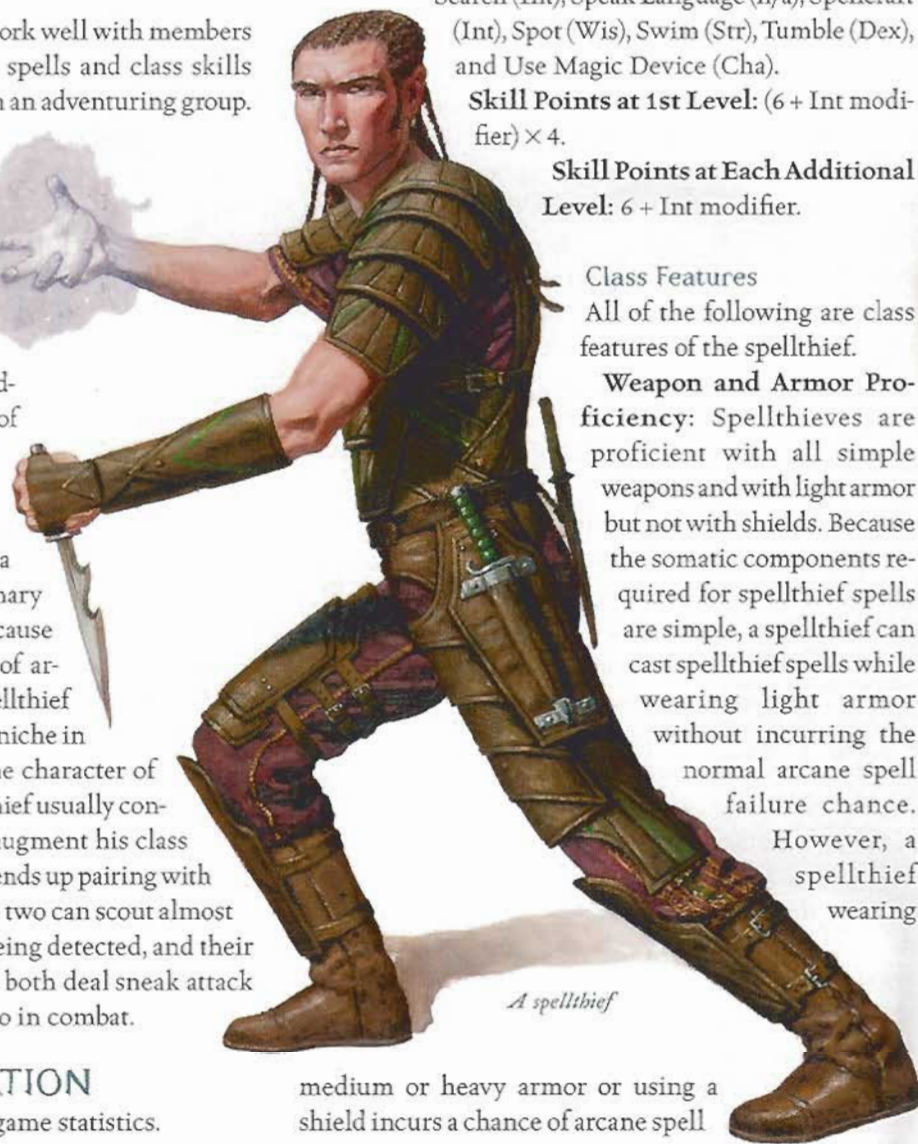 ork well with members
spells and class skills
an adventuring group.
d-
of
a
nary
cause
of ar-
ellthief
niche in
e character of
hief usually con-
augment his class
ends up pairing with
two can scout almost
eing detected, and their
both deal sneak attack
o in combat.
TION
game statistics.
Search (Int), Speak Language (n/a), Spellcraft
(Int), Spot (Wis), Swim (Str), Tumble (Dex),
and Use Magic Device (Cha).
Skill Points at 1st Level: (6 + Int modi-
fier) × 4.
Skill Points at Each Additional
Level: 6 + Int modifier.
Class Features
All of the following are class
features of the spellthief.
Weapon and Armor Pro-
ficiency: Spellthieves are
proficient with all simple
weapons and with light armor
but not with shields. Because
the somatic components re-
quired for spellthief spells
are simple, a spellthief can
cast spellthief spells while
wearing light armor
without incurring the
normal arcane spell
failure chance.
However, a
spellthief
wearing
A spellthief
medium or heavy armor or using a
shield incurs a chance of arcane spell